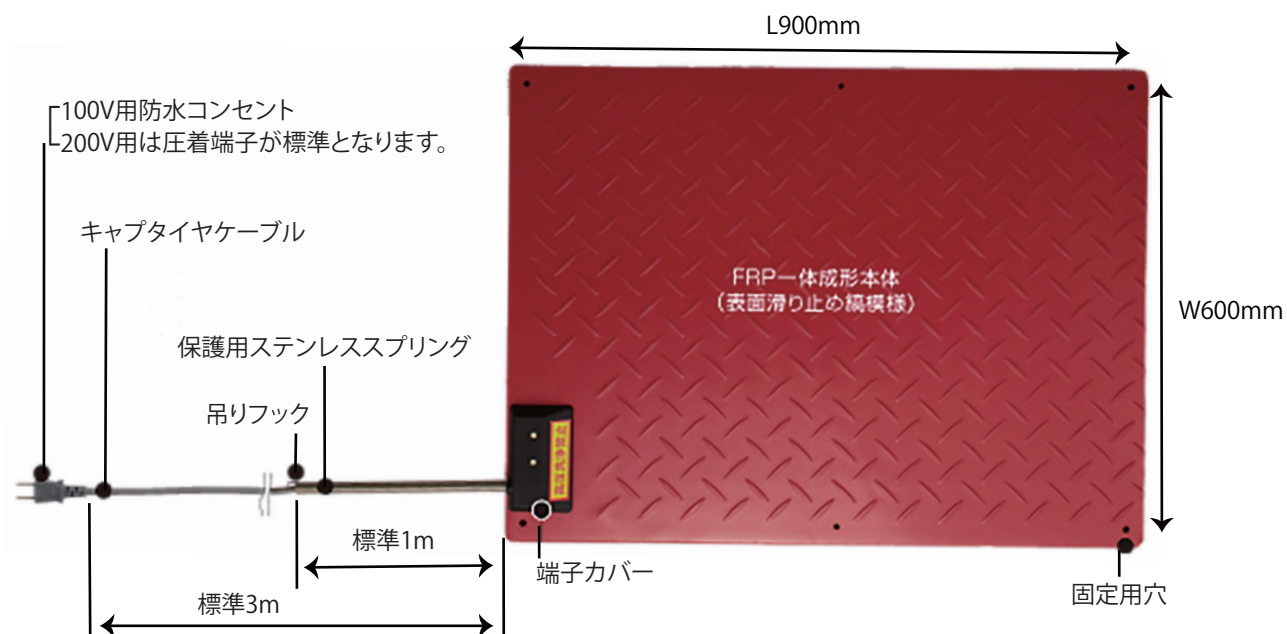 L900mm
100V用防水コンセント
200V用は圧着端子が標準となります。
キャプタイヤケーブル
FRP一体成形本体
(表面滑り止め縞模様)
W600mm
保護用ステンレススプリング
吊りフック
標準1m
端子カバー
固定用穴
標準3m